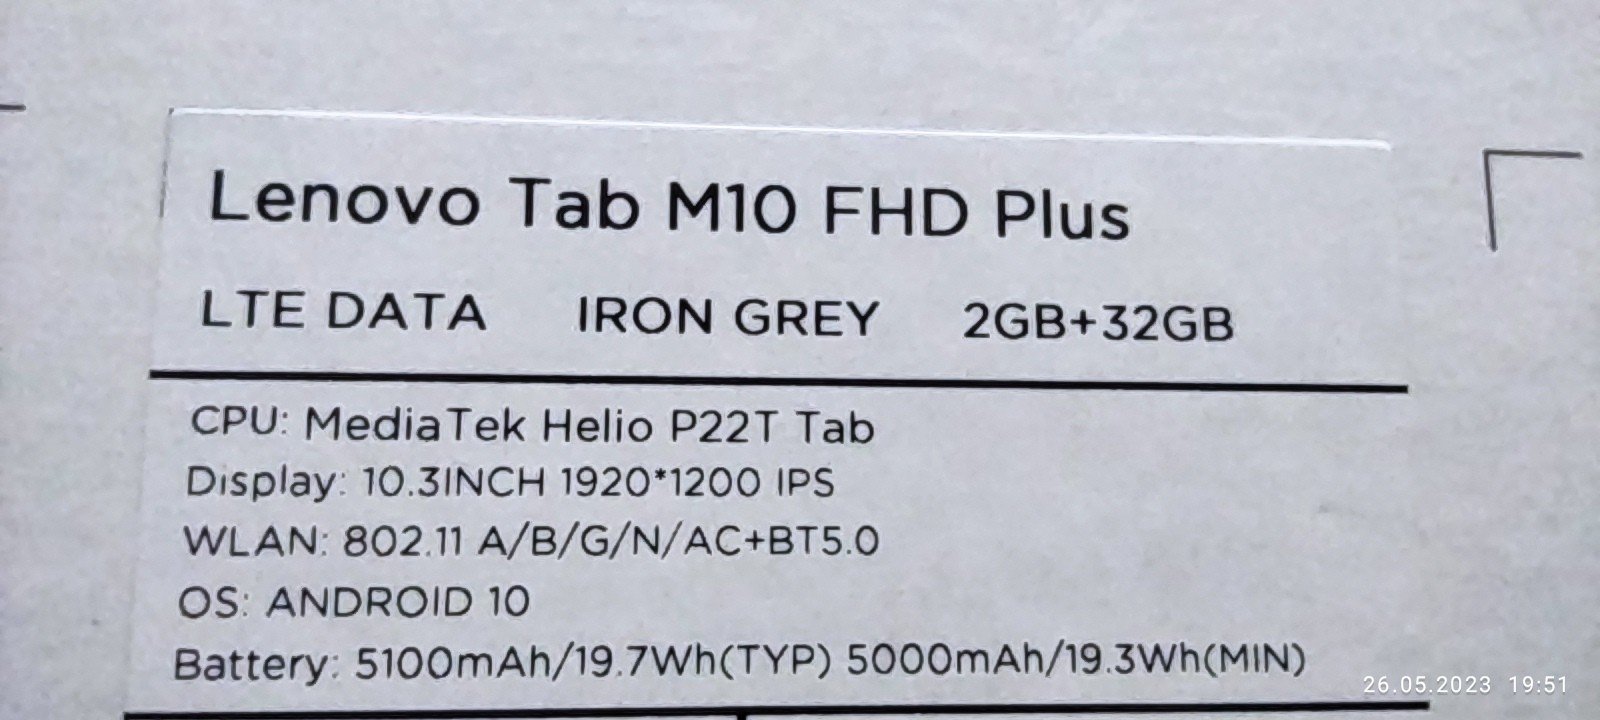 Lenovo Tab M10 FHD Plus
LTE DATA IRON GREY 2GB+32GB
CPU: MediaTek Helio P22T Tab
Display: 10.3INCH 1920*1200 IPS
WLAN: 802.11 A/B/G/N/AC+BT5.0
OS: ANDROID 10
Battery: 5100mAh/19.7Wh(TYP) 5000mAh/19.3Wh(MIN)
26.05.2023 19:51